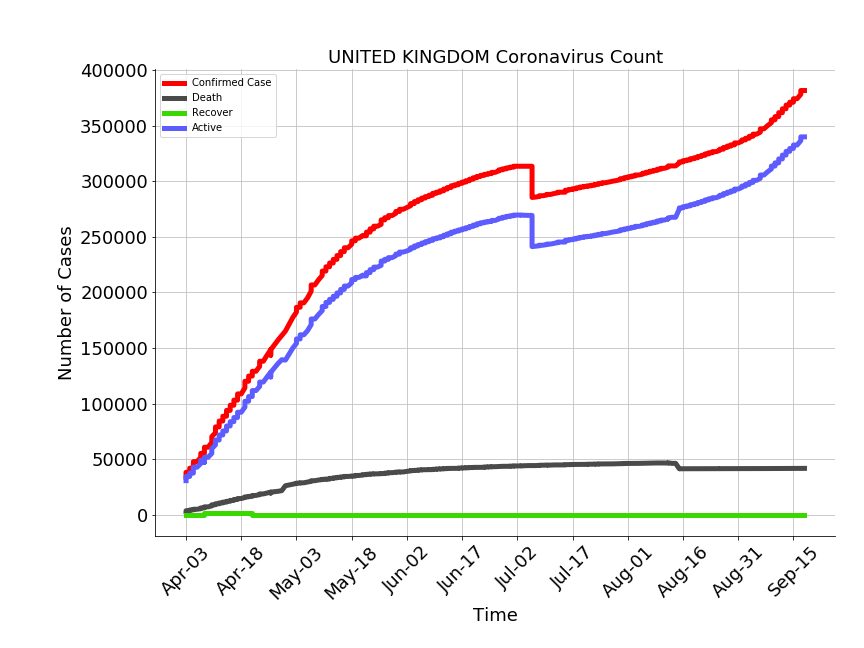 UNITED KINGDOM Coronavirus Count
400000
350000
300000
250000
200000
150000
100000
50000
0
Number of Cases
Confirmed Case
Death
Recover
Active
Apr-03
Apr-18
May-03
May-18
Jun-02
Jun-17
Jul-02
Jul-17
Aug-01
Aug-16
Aug-31
Sep-15
Time